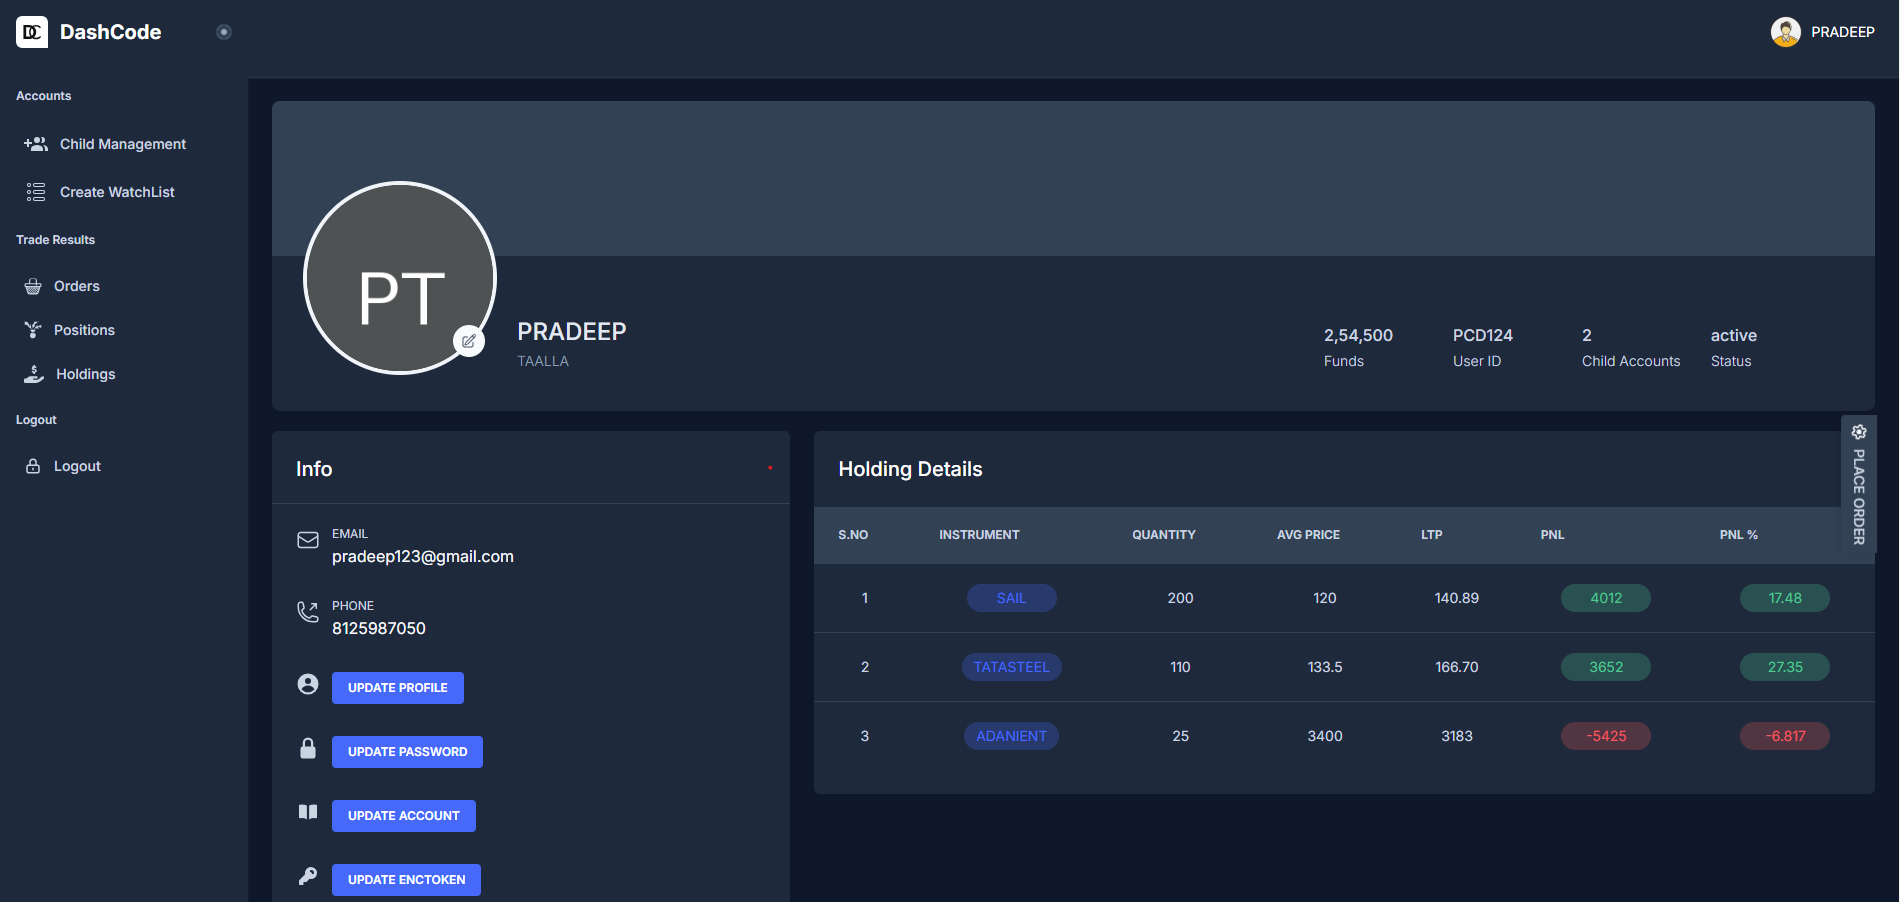 DC DashCode
PRADEEP
Accounts
Child Management
Create WatchList
Trade Results
Orders
Positions
Holdings
Logout
Logout
PT
PRADEEP
TAALLA
2,54,500
Funds
PCD124
User ID
2
Child Accounts
active
Status
Info
EMAIL
pradeep123@gmail.com
PHONE
8125987050
UPDATE PROFILE
UPDATE PASSWORD
UPDATE ACCOUNT
UPDATE ENCTOKEN
Holding Details
S.NO INSTRUMENT QUANTITY AVG PRICE LTP PNL PNL %
1 SAIL 200 120 140.89 4012 17.48
2 TATASTEEL 110 133.5 166.70 3652 27.35
3 ADANIENT 25 3400 3183 -5425 -6.817
PLACE ORDER